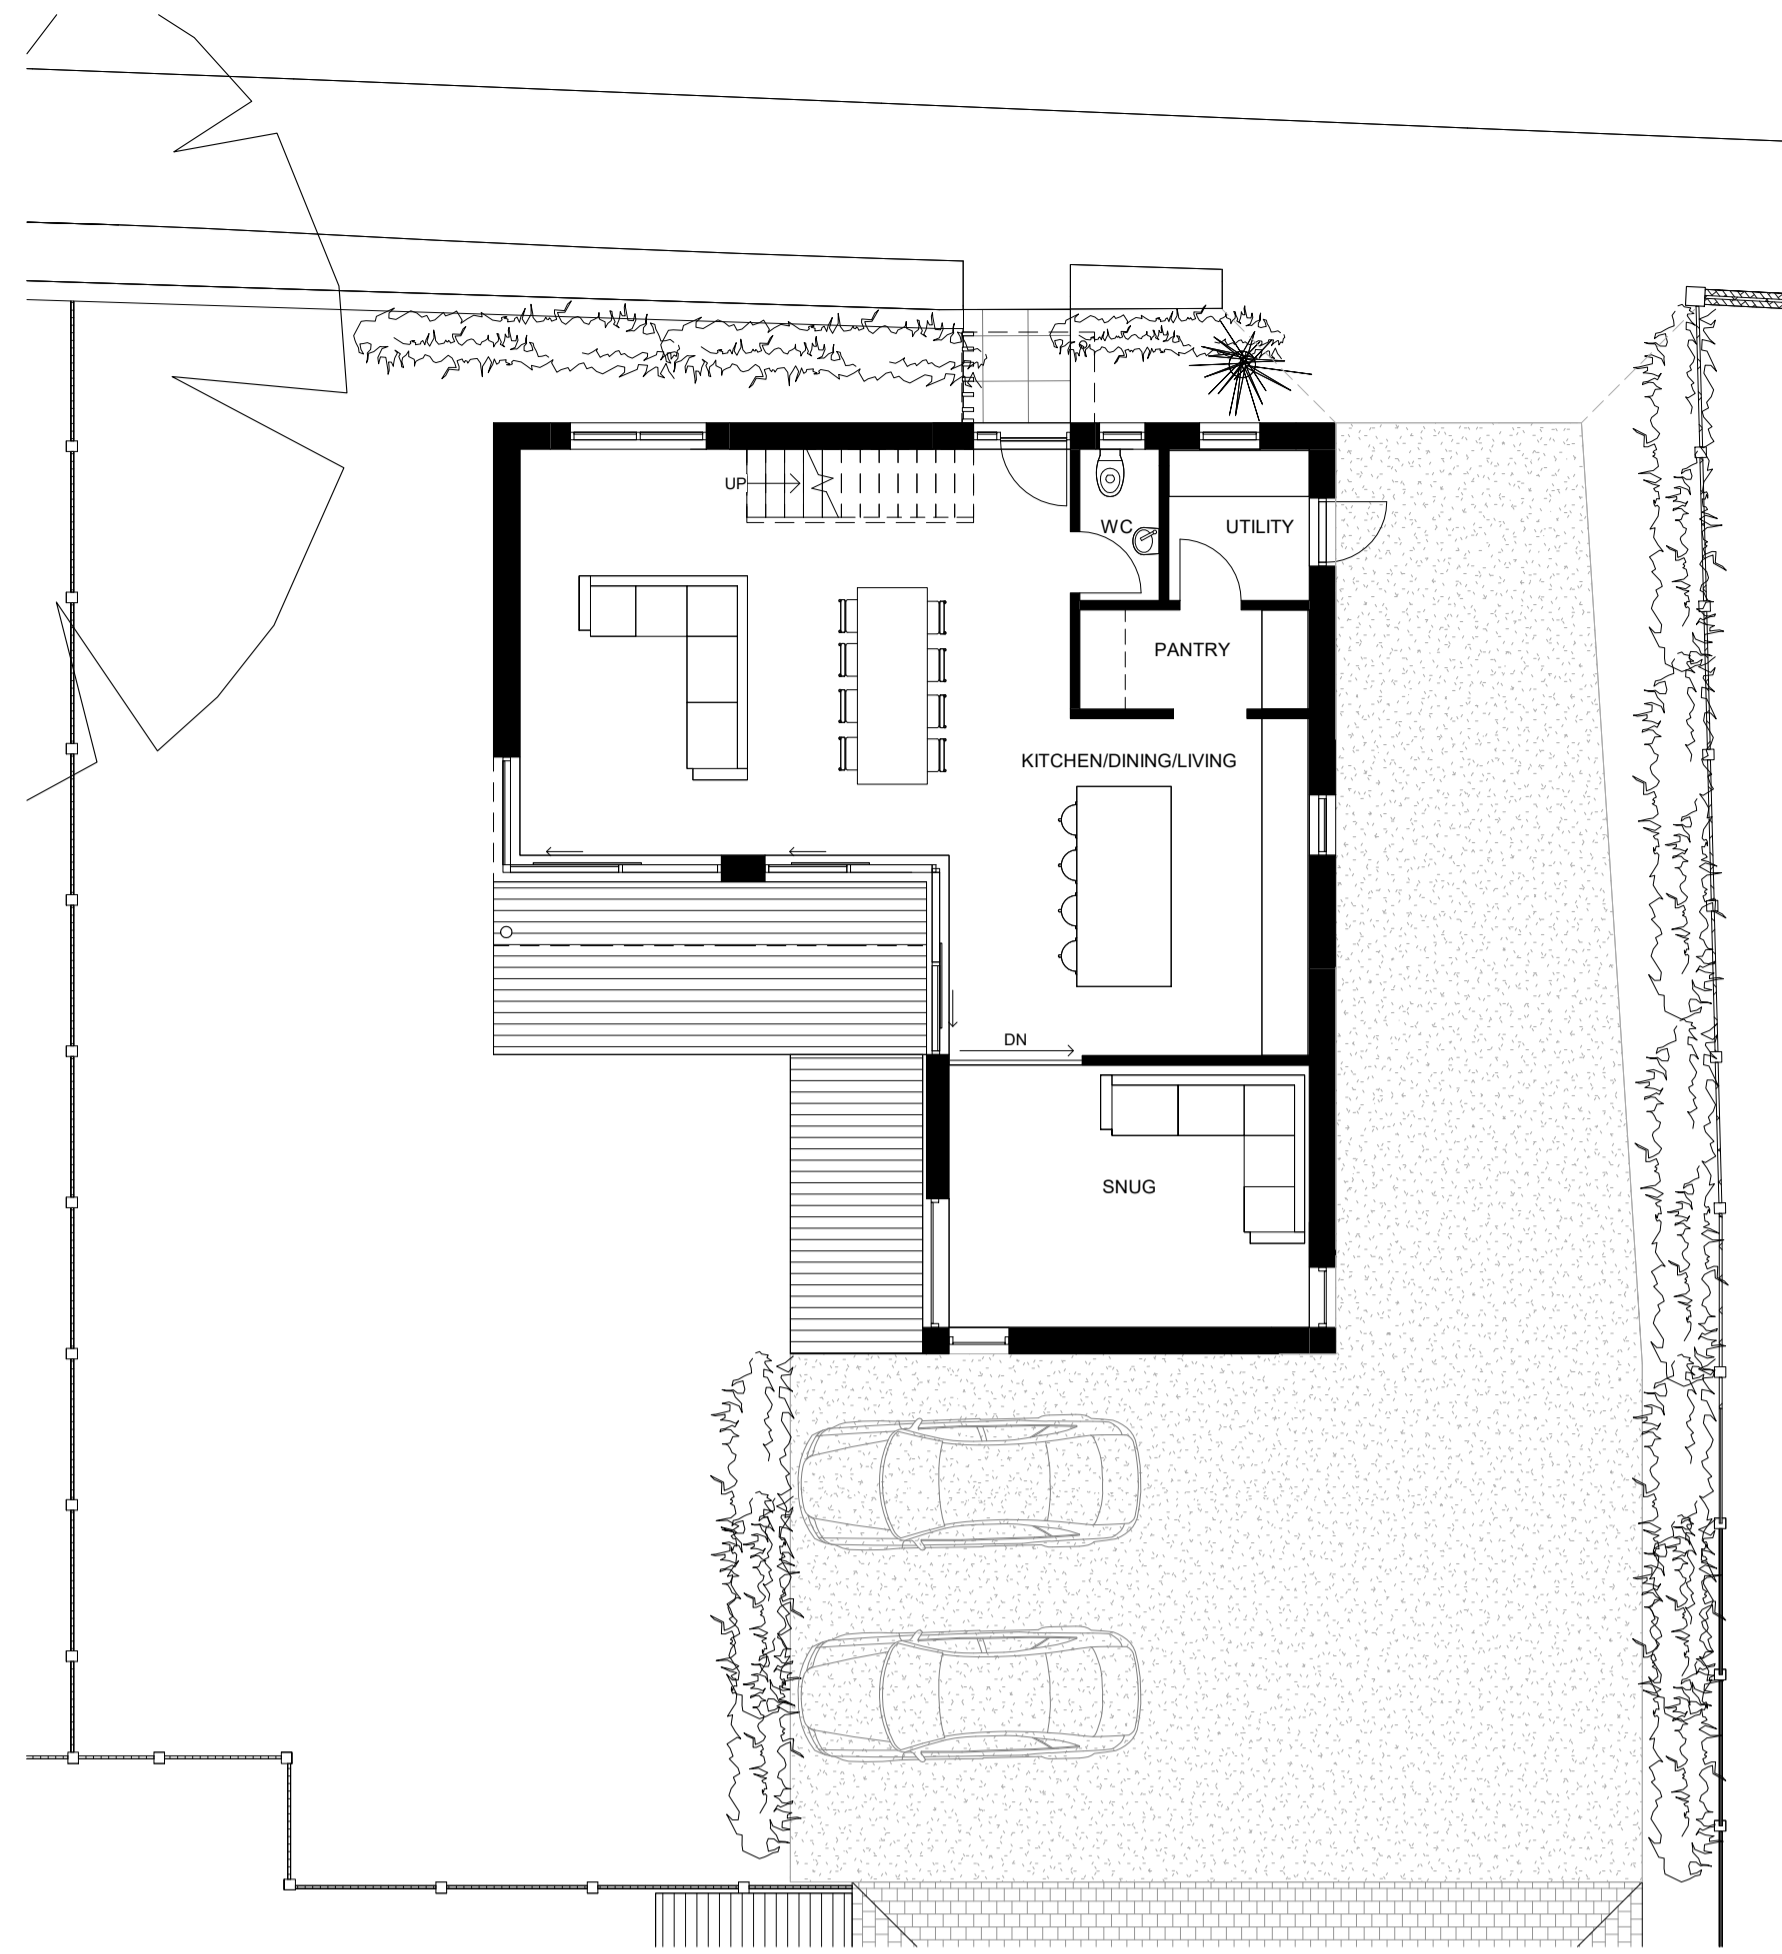 UP
WC
UTILITY
PANTRY
KITCHEN/DINING/LIVING
DN
SNUG